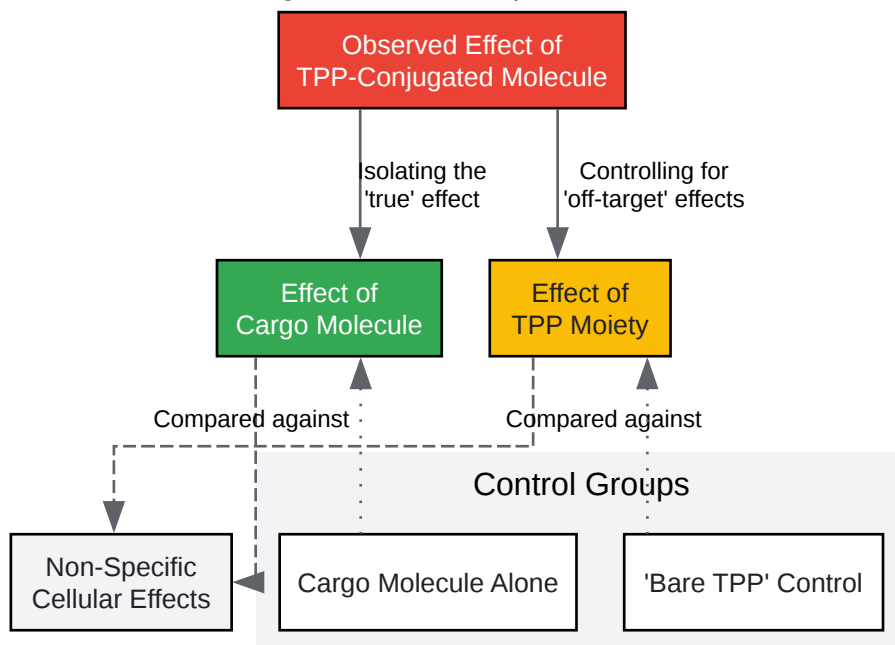 Observed Effect of
TPP-Conjugated Molecule
Isolating the
'true' effect
Controlling for
'off-target' effects
Effect of
Cargo Molecule
Effect of
TPP Moiety
Compared against
Compared against
Control Groups
Non-Specific
Cellular Effects
Cargo Molecule Alone
'Bare TPP' Control